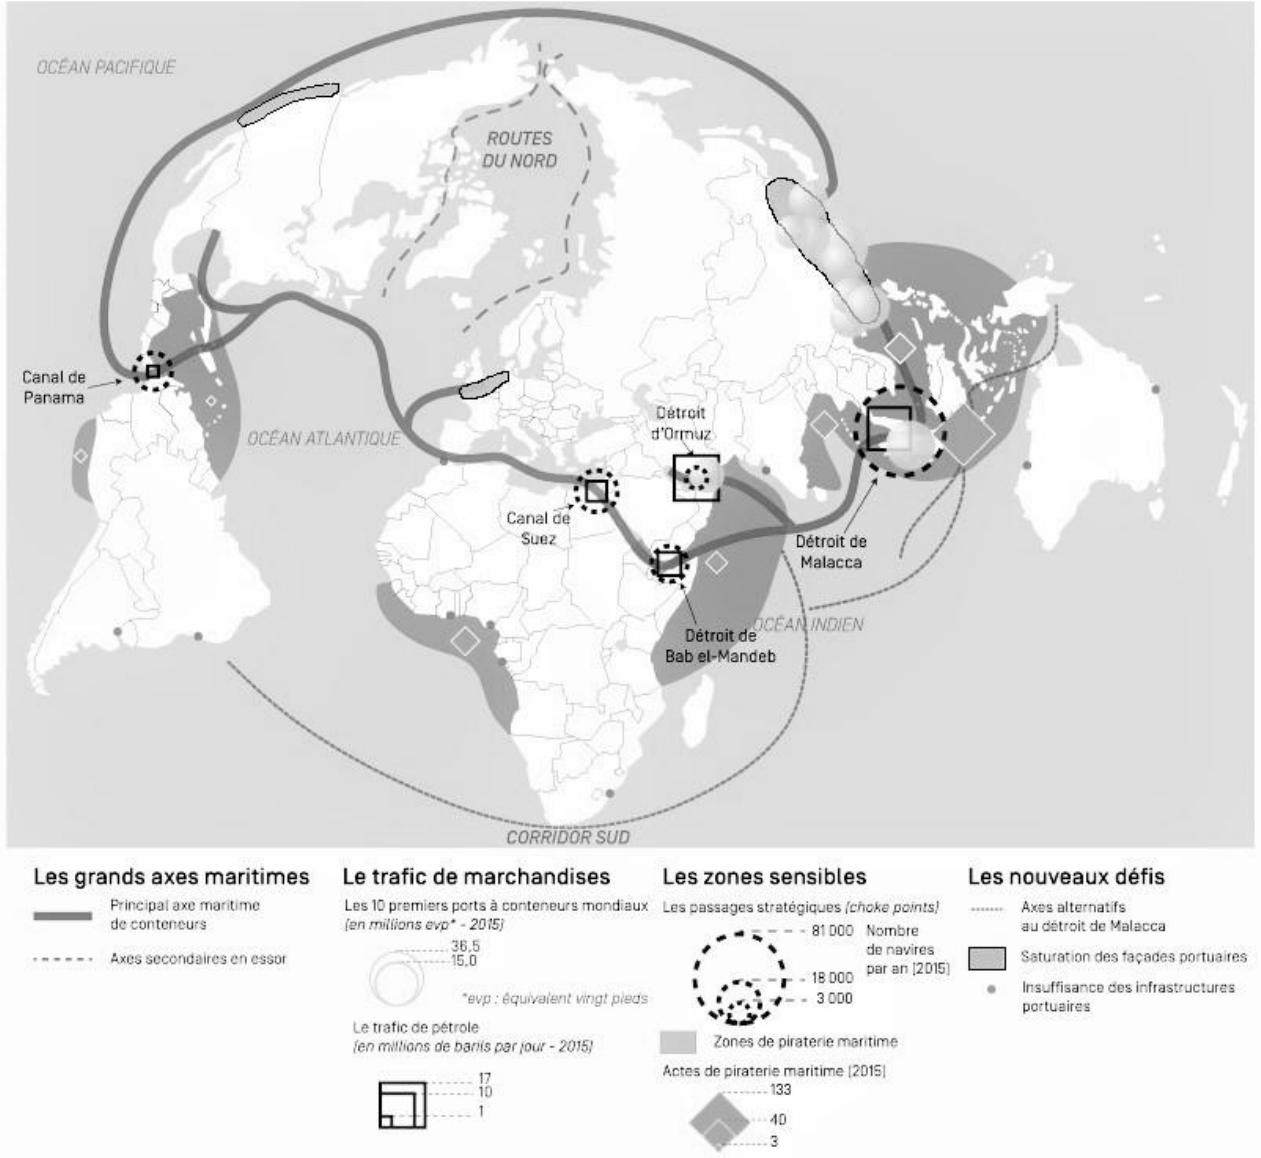 OCÉAN PACIFIQUE
ROUTES
DU NORD
Canal de
Panama
OCÉAN ATLANTIQUE
Détroit
d'Ormuz
Canal de
Suez
Détroit de
Malacca
OCÉAN INDIEN
Détroit de
Bab el-Mandeb
CORRIDOR SUD
Les grands axes maritimes
Principal axe maritime
de conteneurs
Axes secondaires en essor
Le trafic de marchandises
Les 10 premiers ports à conteneurs mondiaux
(en millions evp* - 2015)
36,5
15,0
*evp : équivalent vingt pieds
Le trafic de pétrole
(en millions de barils par jour - 2015)
17
10
1
Les zones sensibles
Les passages stratégiques (choke points)
81 000
Nombre
de navires
par an (2015)
18 000
3 000
Zones de piraterie maritime
Actes de piraterie maritime (2015)
133
40
3
Les nouveaux défis
Axes alternatifs
au détroit de Malacca
Saturation des façades portuaires
Insuffisance des infrastructures
portuaires